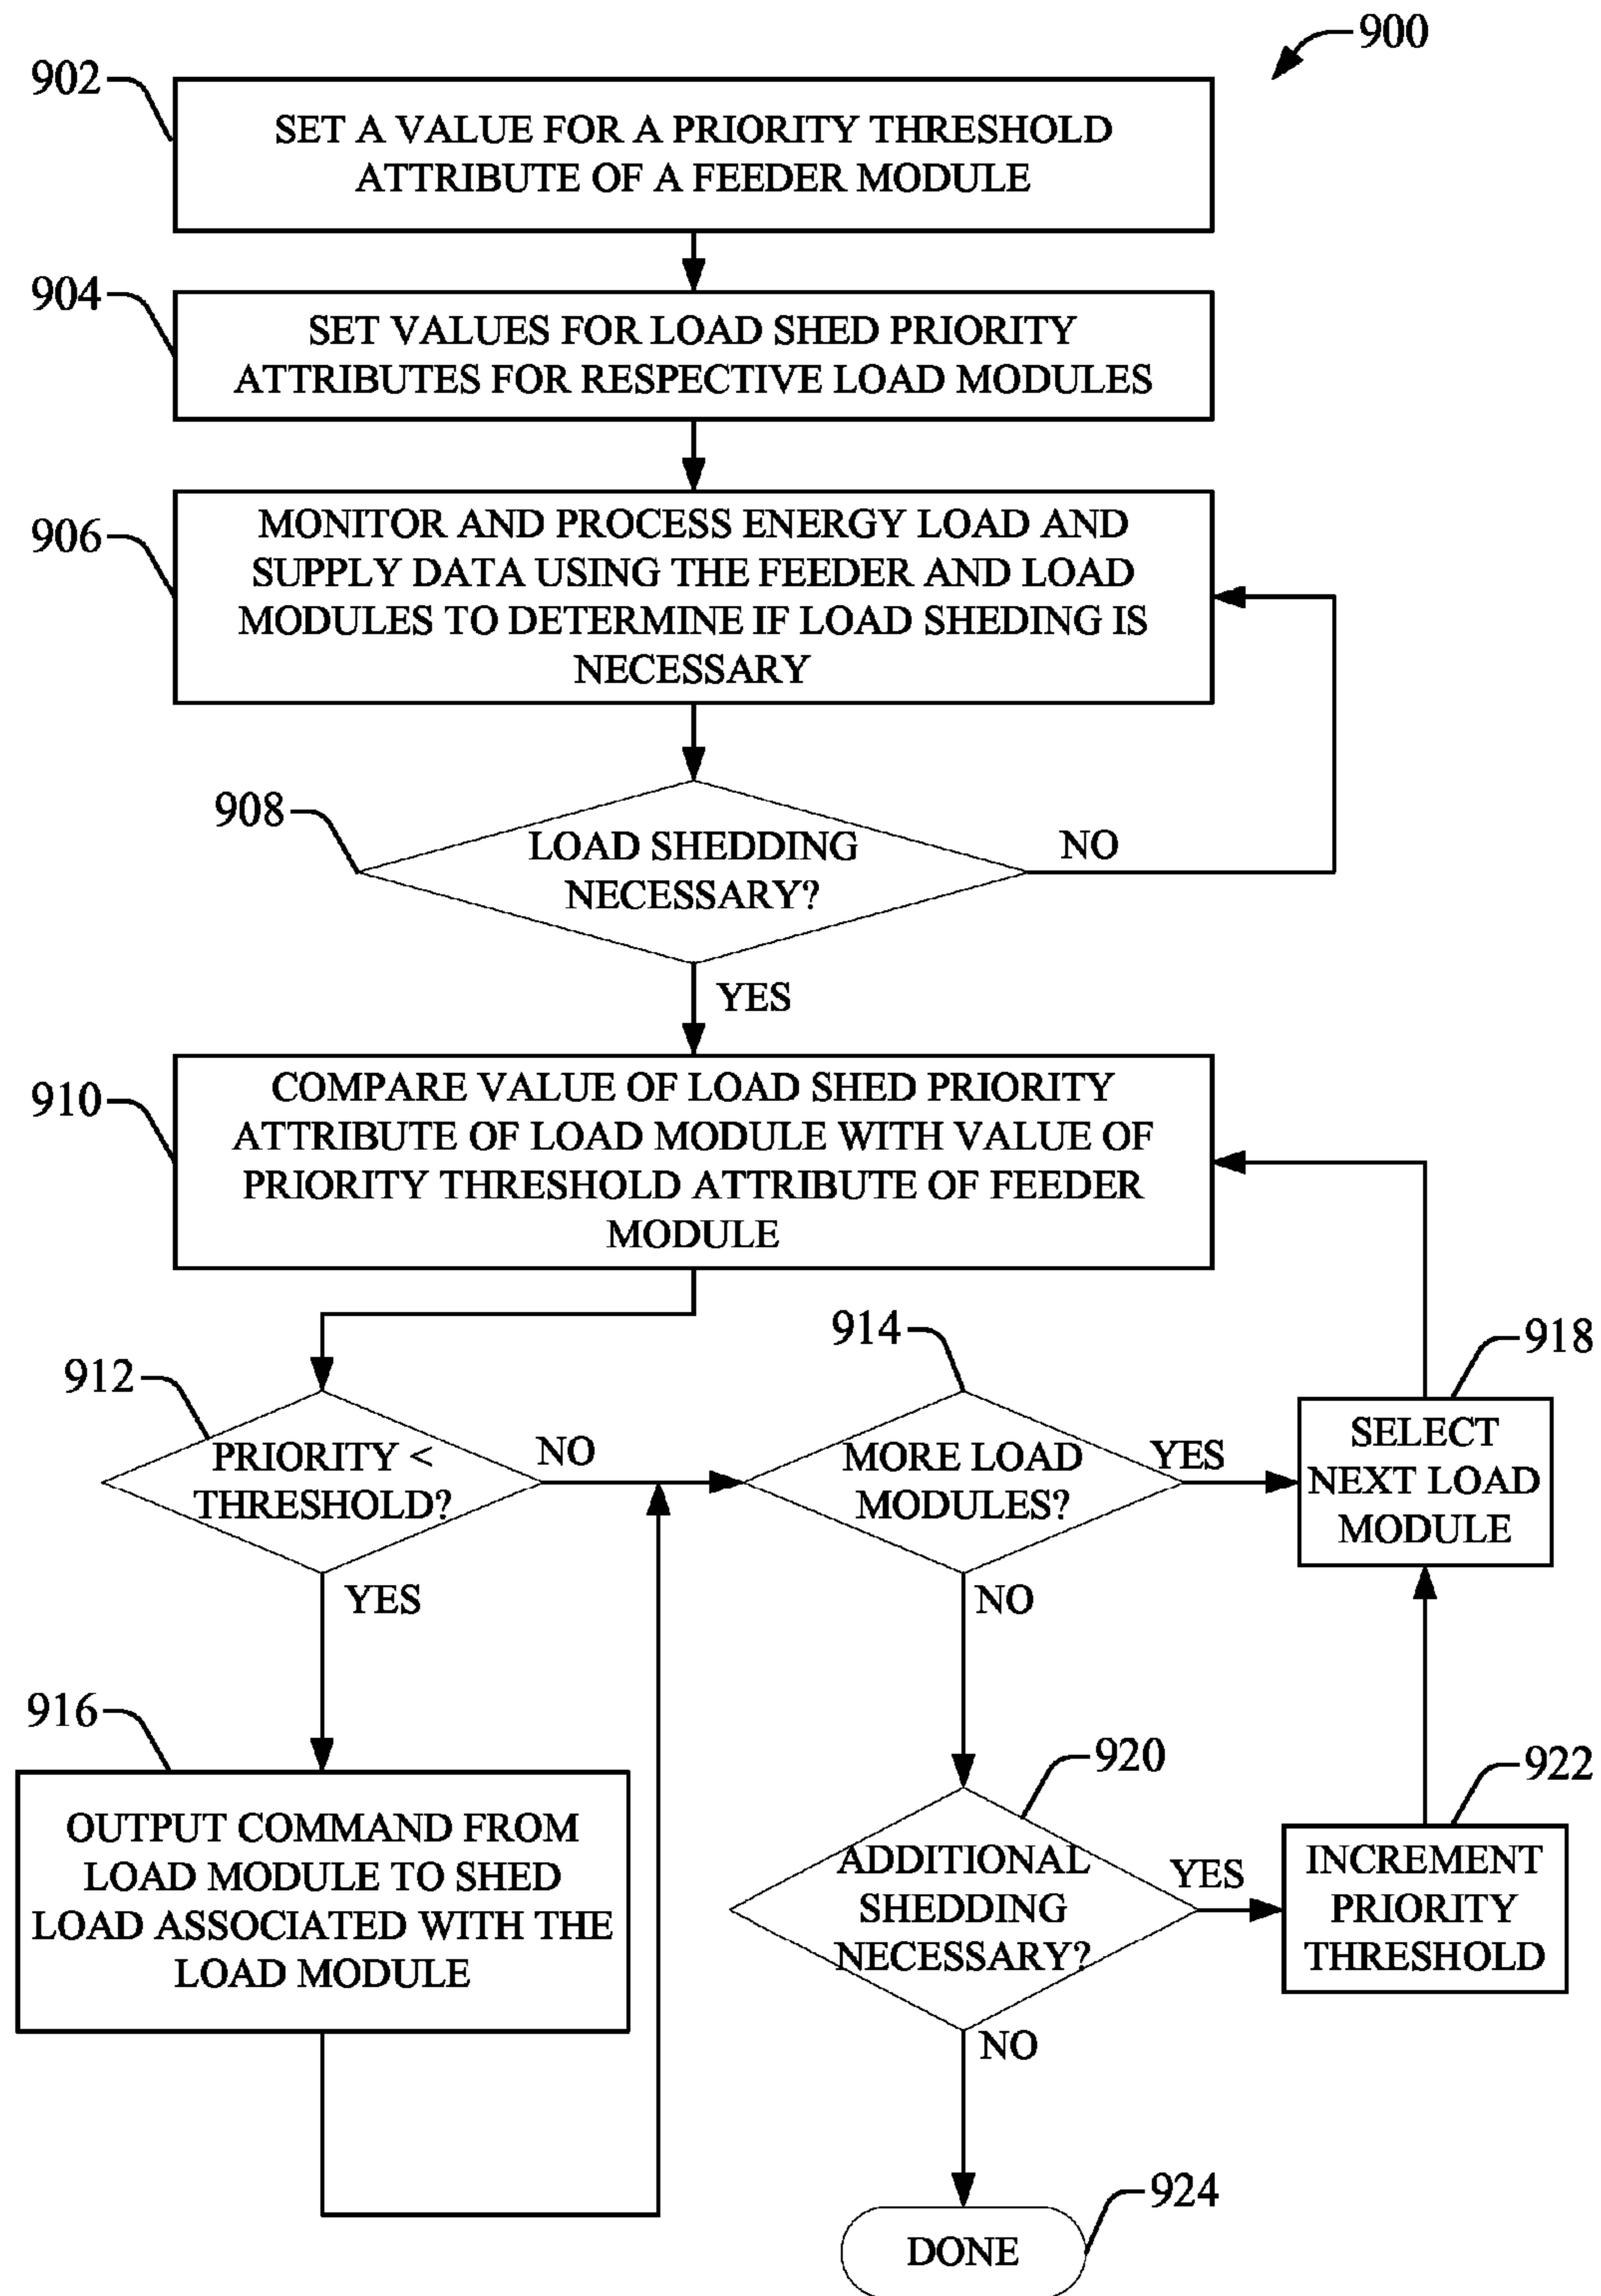 900
902
SET A VALUE FOR A PRIORITY THRESHOLD
ATTRIBUTE OF A FEEDER MODULE
904
SET VALUES FOR LOAD SHED PRIORITY
ATTRIBUTES FOR RESPECTIVE LOAD MODULES
906
MONITOR AND PROCESS ENERGY LOAD AND
SUPPLY DATA USING THE FEEDER AND LOAD
MODULES TO DETERMINE IF LOAD SHEDING IS
NECESSARY
908
LOAD SHEDDING
NECESSARY?
NO
YES
910
COMPARE VALUE OF LOAD SHED PRIORITY
ATTRIBUTE OF LOAD MODULE WITH VALUE OF
PRIORITY THRESHOLD ATTRIBUTE OF FEEDER
MODULE
912
PRIORITY <
THRESHOLD?
NO
YES
914
MORE LOAD
MODULES?
YES
NO
918
SELECT
NEXT LOAD
MODULE
916
OUTPUT COMMAND FROM
LOAD MODULE TO SHED
LOAD ASSOCIATED WITH THE
LOAD MODULE
920
ADDITIONAL
SHEDDING
NECESSARY?
YES
NO
922
INCREMENT
PRIORITY
THRESHOLD
924
DONE